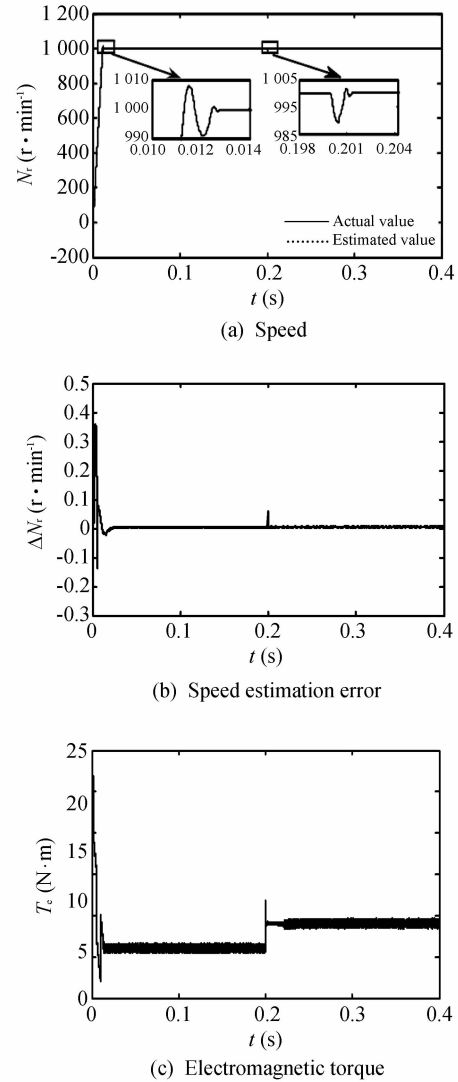 1 200
1 000
800
600
400
200
0
-200
Nr (r • min-1)
1 010
1 000
990
0.010 0.012 0.014
1 005
995
985
0.198 0.201 0.204
Actual value
Estimated value
0 0.1 0.2 0.3 0.4
t (s)
(a) Speed
0.5
0.4
0.3
0.2
0.1
0
-0.1
-0.2
-0.3
ΔNr (r • min-1)
0 0.1 0.2 0.3 0.4
t (s)
(b) Speed estimation error
25
20
15
10
5
0
Te (N·m)
0 0.1 0.2 0.3 0.4
t (s)
(c) Electromagnetic torque